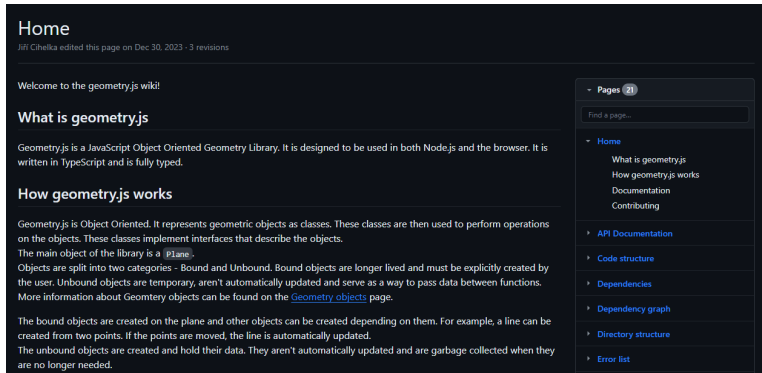 Home
Jiří Cihelka edited this page on Dec 30, 2023 · 3 revisions
Welcome to the geometry.js wiki!
What is geometry.js
Geometry.js is a JavaScript Object Oriented Geometry Library. It is designed to be used in both Node.js and the browser. It is
written in TypeScript and is fully typed.
How geometry.js works
Geometry.js is Object Oriented. It represents geometric objects as classes. These classes are then used to perform operations
on the objects. These classes implement interfaces that describe the objects.
The main object of the library is a Plane.
Objects are split into two categories - Bound and Unbound. Bound objects are longer lived and must be explicitly created by
the user. Unbound objects are temporary, aren't automatically updated and serve as a way to pass data between functions.
More information about Geomtery objects can be found on the Geometry objects page.
The bound objects are created on the plane and other objects can be created depending on them. For example, a line can be
created from two points. If the points are moved, the line is automatically updated.
The unbound objects are created and hold their data. They aren't automatically updated and are garbage collected when they
are no longer needed.
Pages 21
Find a page...
Home
What is geometry.js
How geometry.js works
Documentation
Contributing
API Documentation
Code structure
Dependencies
Dependency graph
Directory structure
Error list